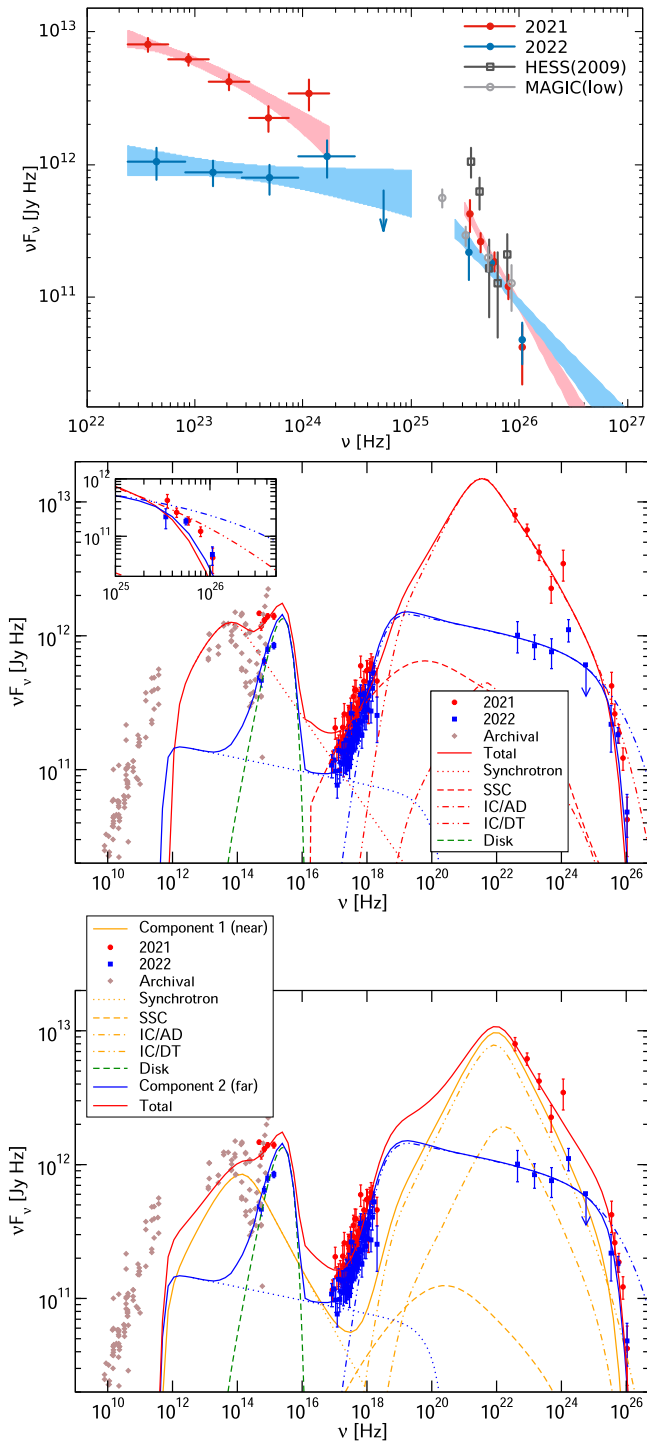 10^13
10^12
10^11
νF_ν [Jy Hz]
2021
2022
HESS(2009)
MAGIC(low)
10^22 10^23 10^24 10^25 10^26 10^27
ν [Hz]
10^13
10^12
10^11
νF_ν [Jy Hz]
10^12
10^11
10^25 10^26
2021
2022
Archival
Total
Synchrotron
SSC
IC/AD
IC/DT
Disk
10^10 10^12 10^14 10^16 10^18 10^20 10^22 10^24 10^26
ν [Hz]
Component 1 (near)
2021
2022
Archival
Synchrotron
SSC
IC/AD
IC/DT
Disk
Component 2 (far)
Total
10^13
10^12
10^11
νF_ν [Jy Hz]
10^10 10^12 10^14 10^16 10^18 10^20 10^22 10^24 10^26
ν [Hz]